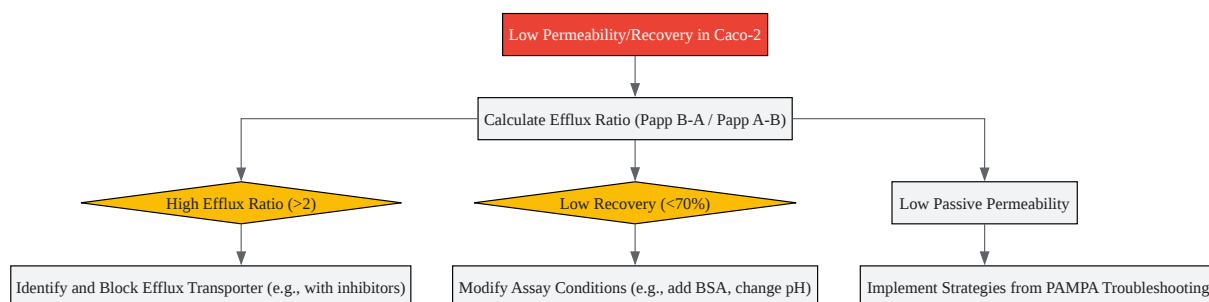 Low Permeability/Recovery in Caco-2
Calculate Efflux Ratio (Papp B-A / Papp A-B)
High Efflux Ratio (>2)
Low Recovery (<70%)
Low Passive Permeability
Identify and Block Efflux Transporter (e.g., with inhibitors)
Modify Assay Conditions (e.g., add BSA, change pH)
Implement Strategies from PAMPA Troubleshooting